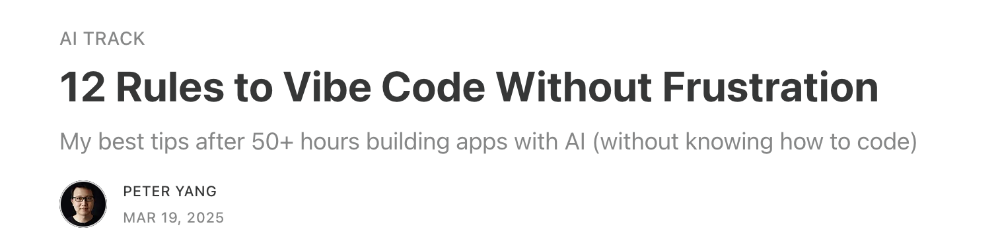 AI TRACK
12 Rules to Vibe Code Without Frustration
My best tips after 50+ hours building apps with AI (without knowing how to code)
PETER YANG
MAR 19, 2025